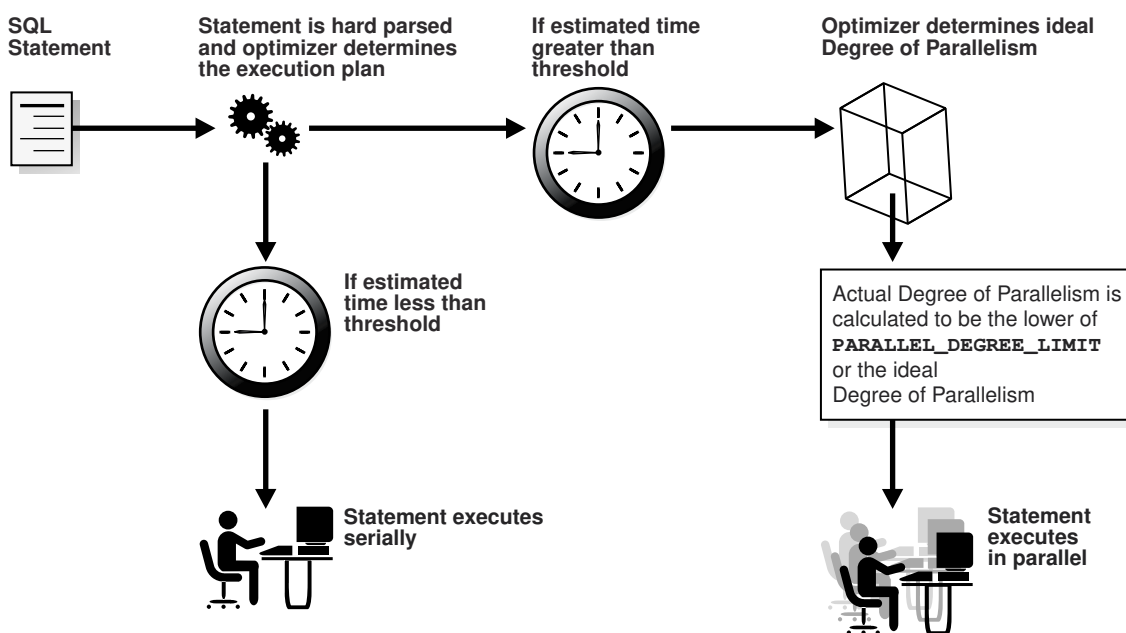 SQL
Statement
Statement is hard parsed
and optimizer determines
the execution plan
If estimated time
greater than
threshold
Optimizer determines ideal
Degree of Parallelism
If estimated
time less than
threshold
Actual Degree of Parallelism is
calculated to be the lower of
PARALLEL_DEGREE_LIMIT
or the ideal
Degree of Parallelism
Statement executes
serially
Statement
executes
in parallel